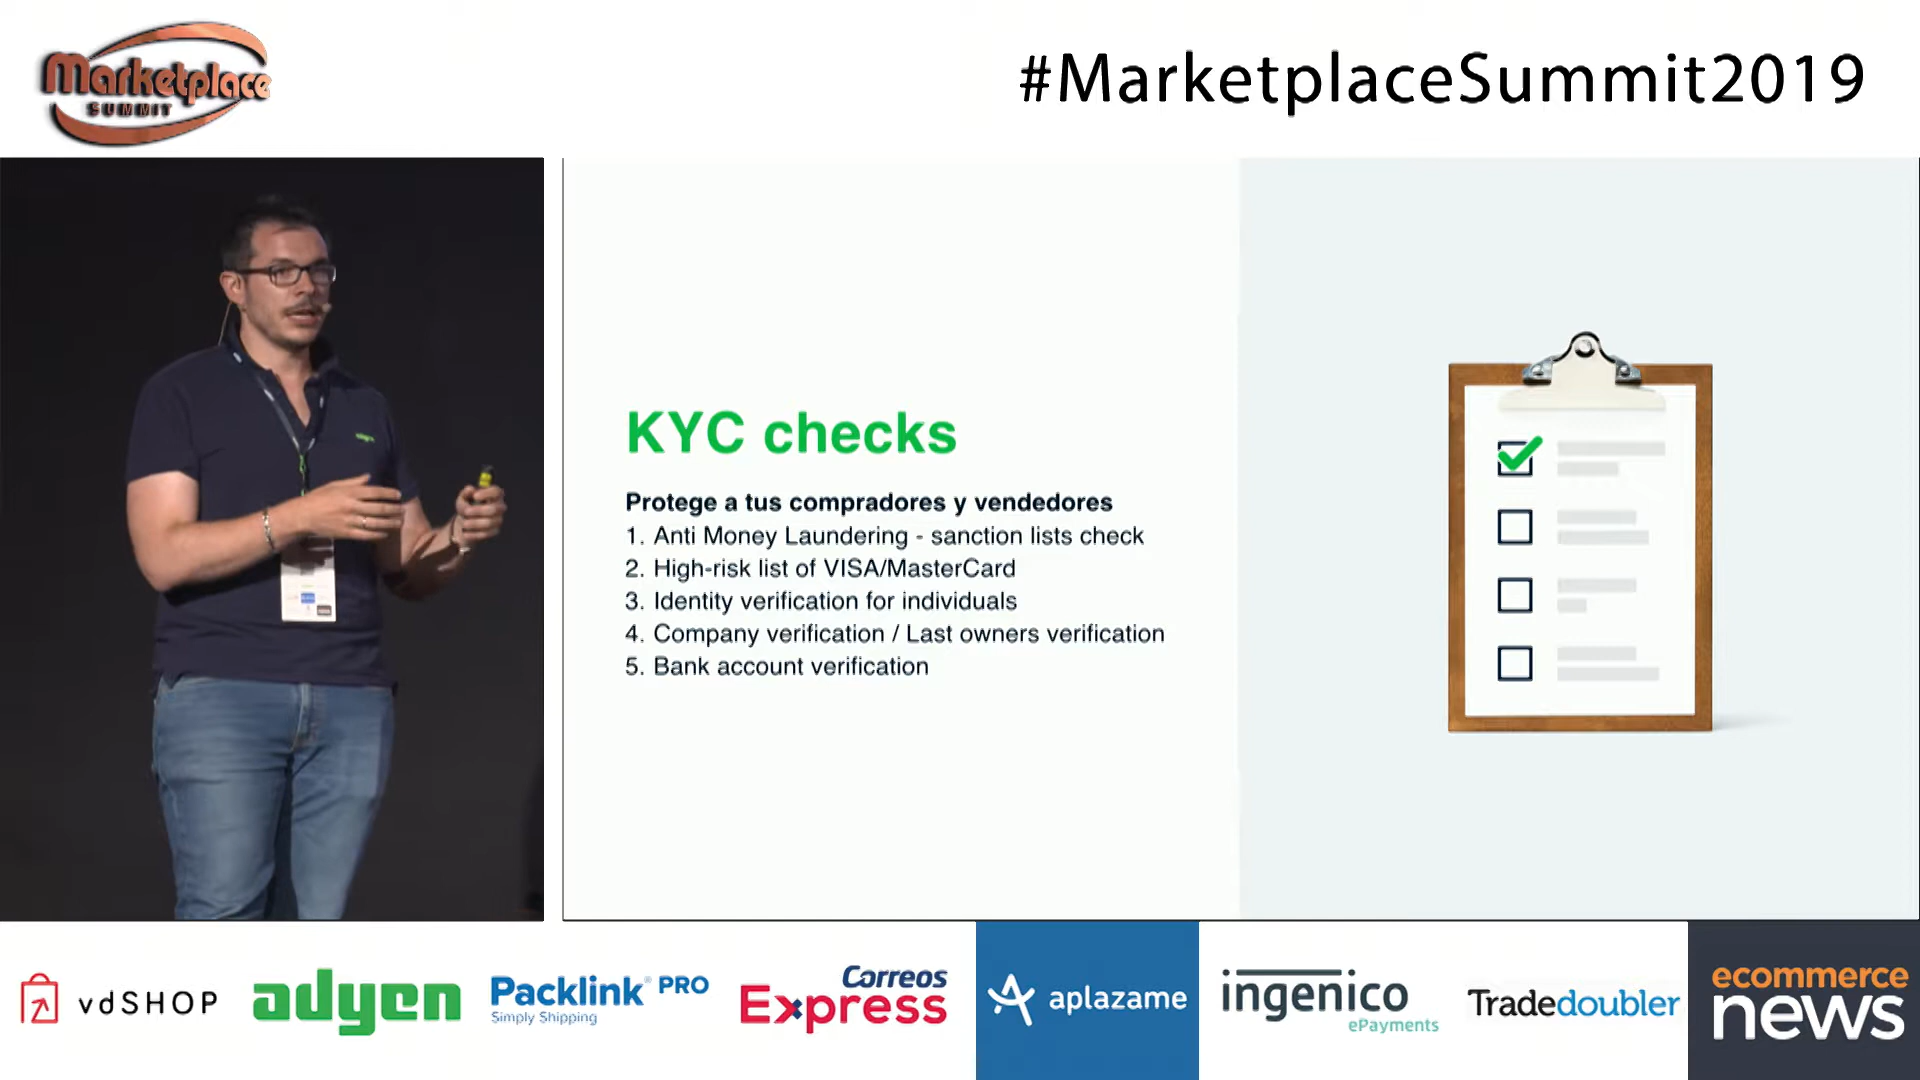 Marketplace
SUMMIT
#MarketplaceSummit2019
KYC checks
Protege a tus compradores y vendedores
1. Anti Money Laundering - sanction lists check
2. High-risk list of VISA/MasterCard
3. Identity verification for individuals
4. Company verification / Last owners verification
5. Bank account verification
vdSHOP
adyen
Packlink PRO
Simply Shipping
Correos
Express
aplazame
ingenico
ePayments
Tradedoubler
ecommerce
news